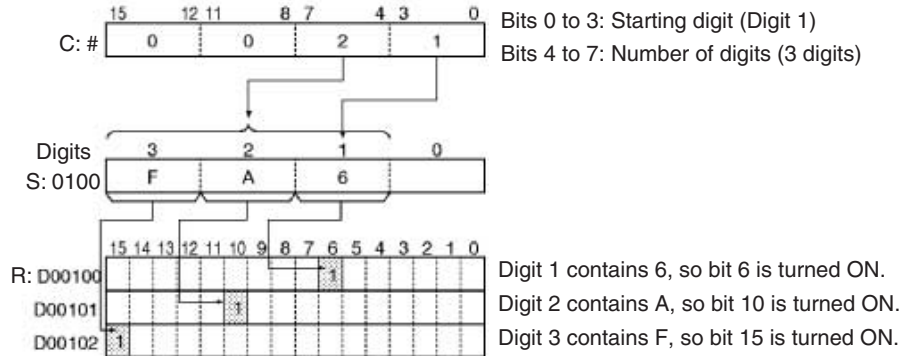 15 12 11 8 7 4 3 0
Bits 0 to 3: Starting digit (Digit 1)
C: # 0 0 2 1
Bits 4 to 7: Number of digits (3 digits)
Digits 3 2 1 0
S: 0100 F A 6
15 14 13 12 11 10 9 8 7 6 5 4 3 2 1 0
R: D00100 1
Digit 1 contains 6, so bit 6 is turned ON.
D00101 1
Digit 2 contains A, so bit 10 is turned ON.
D00102 1
Digit 3 contains F, so bit 15 is turned ON.